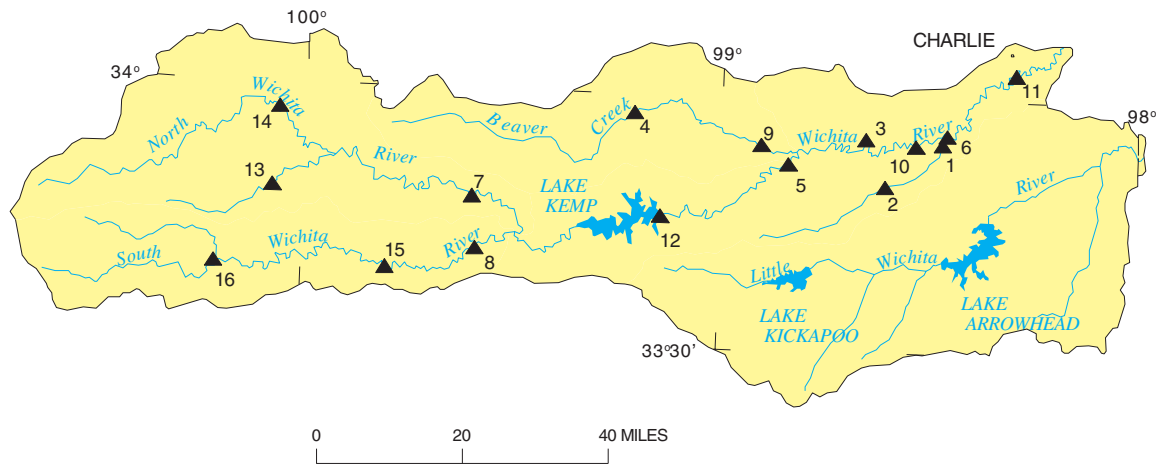 100°
CHARLIE
99°
34°
11
Wichita
North
14
Beaver
Creek
4
98°
Wichita
3
River
9
6
10
1
River
5
13
7
LAKE
KEMP
2
River
12
South
Wichita
River
8
15
16
Little
Wichita
LAKE
KICKAPOO
LAKE
ARROWHEAD
33°30'
0 20 40 MILES